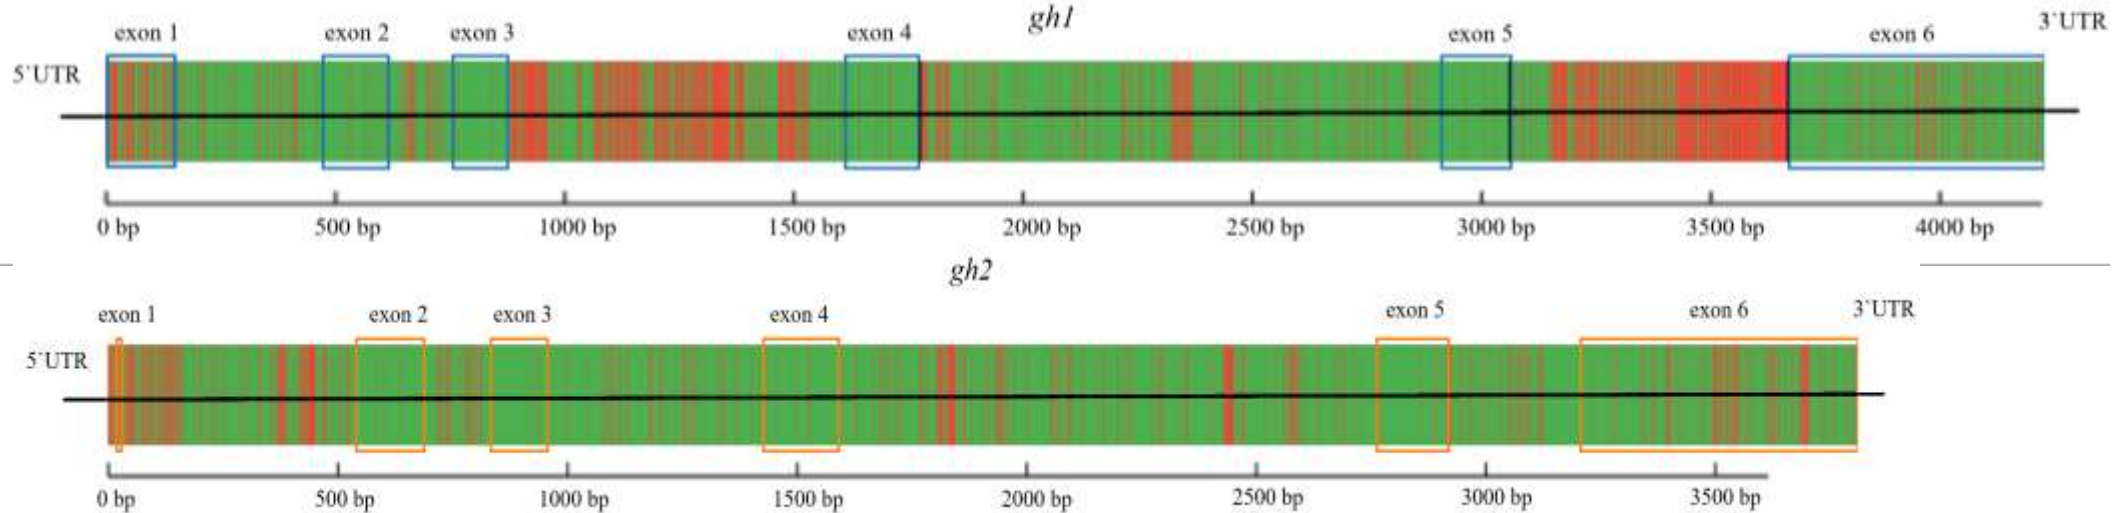 gh1
exon 1 exon 2 exon 3 exon 4 exon 5 exon 6 3`UTR
5`UTR
0 bp 500 bp 1000 bp 1500 bp 2000 bp 2500 bp 3000 bp 3500 bp 4000 bp
gh2
exon 1 exon 2 exon 3 exon 4 exon 5 exon 6 3`UTR
5`UTR
0 bp 500 bp 1000 bp 1500 bp 2000 bp 2500 bp 3000 bp 3500 bp